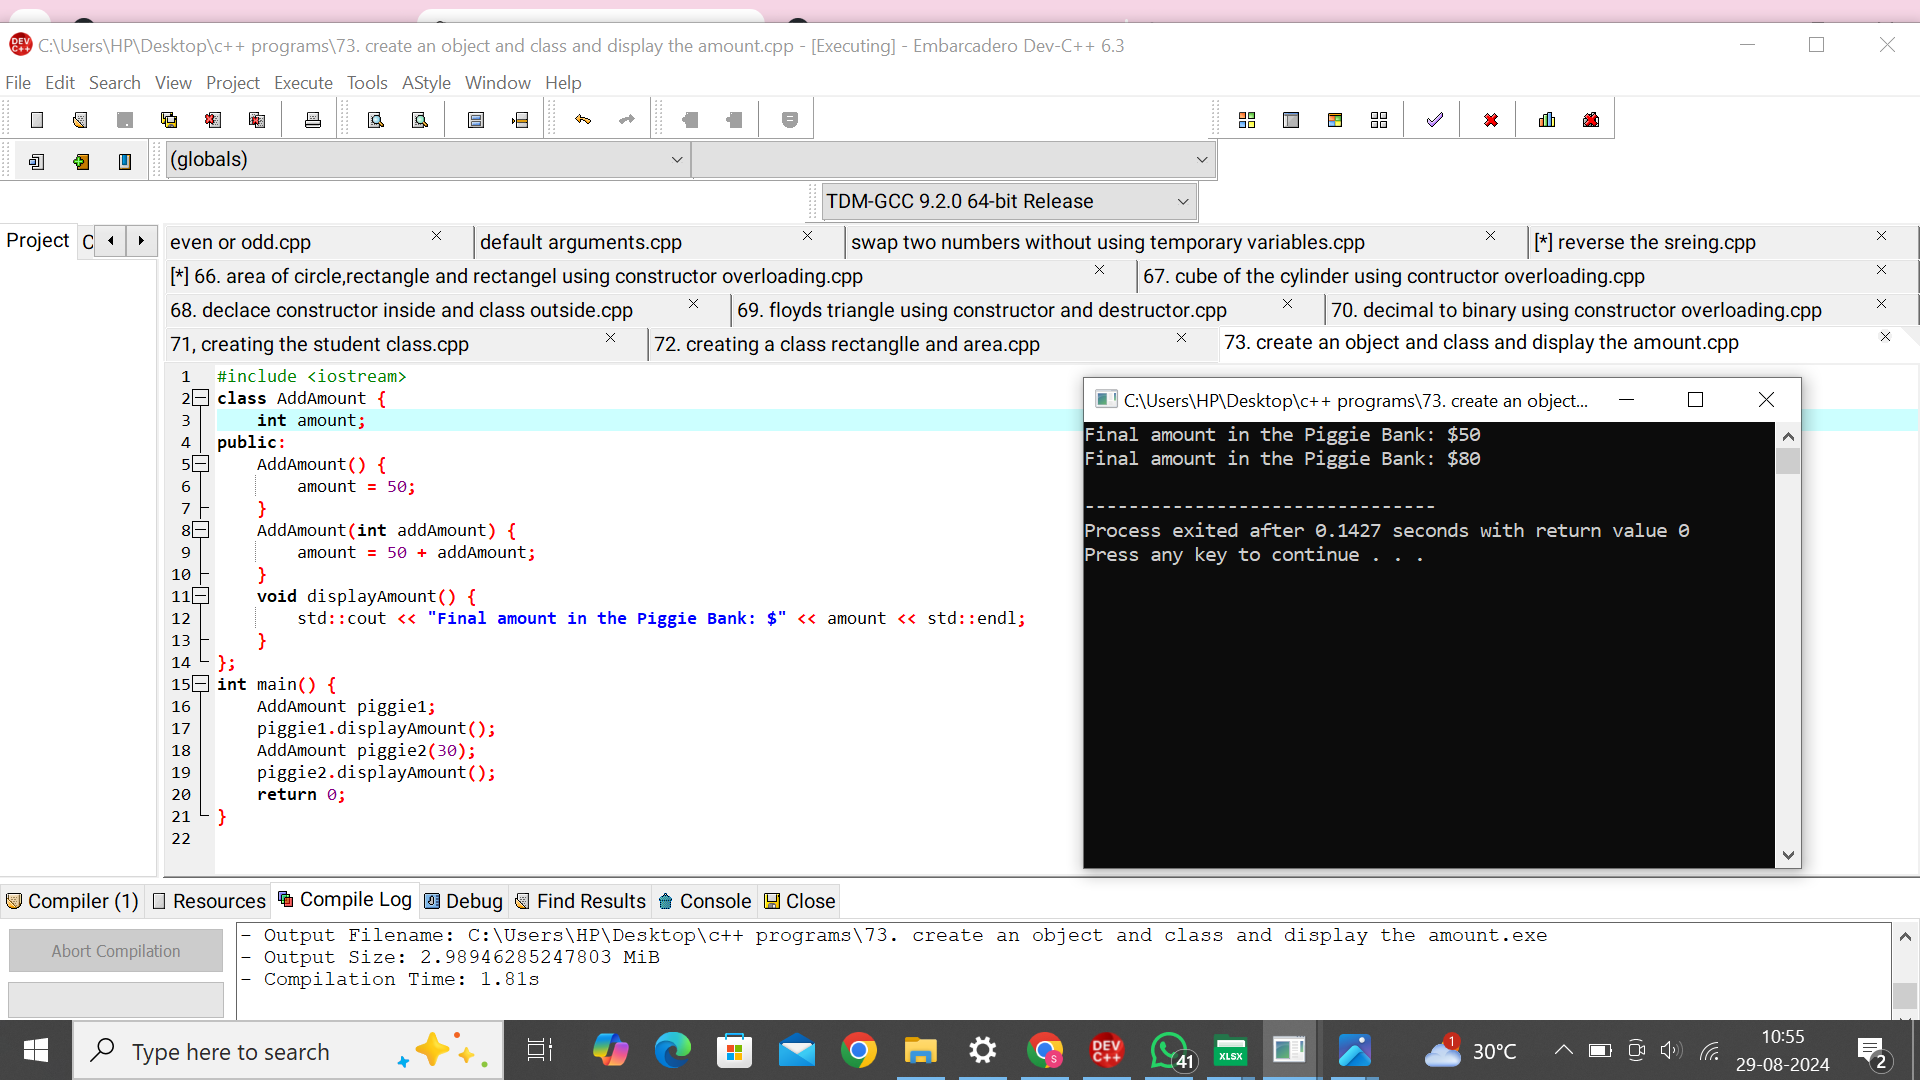 C:\Users\HP\Desktop\c++ programs\73. create an object and class and display the amount.cpp - [Executing] - Embarcadero Dev-C++ 6.3
File Edit Search View Project Execute Tools AStyle Window Help
(globals)
TDM-GCC 9.2.0 64-bit Release
Project C
even or odd.cpp default arguments.cpp swap two numbers without using temporary variables.cpp [*] reverse the sreing.cpp
[*] 66. area of circle,rectangle and rectangel using constructor overloading.cpp 67. cube of the cylinder using contructor overloading.cpp
68. declace constructor inside and class outside.cpp 69. floyds triangle using constructor and destructor.cpp 70. decimal to binary using constructor overloading.cpp
71, creating the student class.cpp 72. creating a class rectanglle and area.cpp 73. create an object and class and display the amount.cpp
1 #include <iostream>
2 class AddAmount {
3 int amount;
4 public:
5 AddAmount() {
6 amount = 50;
7 }
8 AddAmount(int addAmount) {
9 amount = 50 + addAmount;
10 }
11 void displayAmount() {
12 std::cout << "Final amount in the Piggie Bank: $" << amount << std::endl;
13 }
14 };
15 int main() {
16 AddAmount piggie1;
17 piggie1.displayAmount();
18 AddAmount piggie2(30);
19 piggie2.displayAmount();
20 return 0;
21 }
22
C:\Users\HP\Desktop\c++ programs\73. create an object...
Final amount in the Piggie Bank: $50
Final amount in the Piggie Bank: $80
--------------------------------
Process exited after 0.1427 seconds with return value 0
Press any key to continue . . .
Compiler (1) Resources Compile Log Debug Find Results Console Close
Abort Compilation
- Output Filename: C:\Users\HP\Desktop\c++ programs\73. create an object and class and display the amount.exe
- Output Size: 2.98946285247803 MiB
- Compilation Time: 1.81s
Type here to search
DEV C++
41
XLSX
1
30°C
10:55
29-08-2024
2